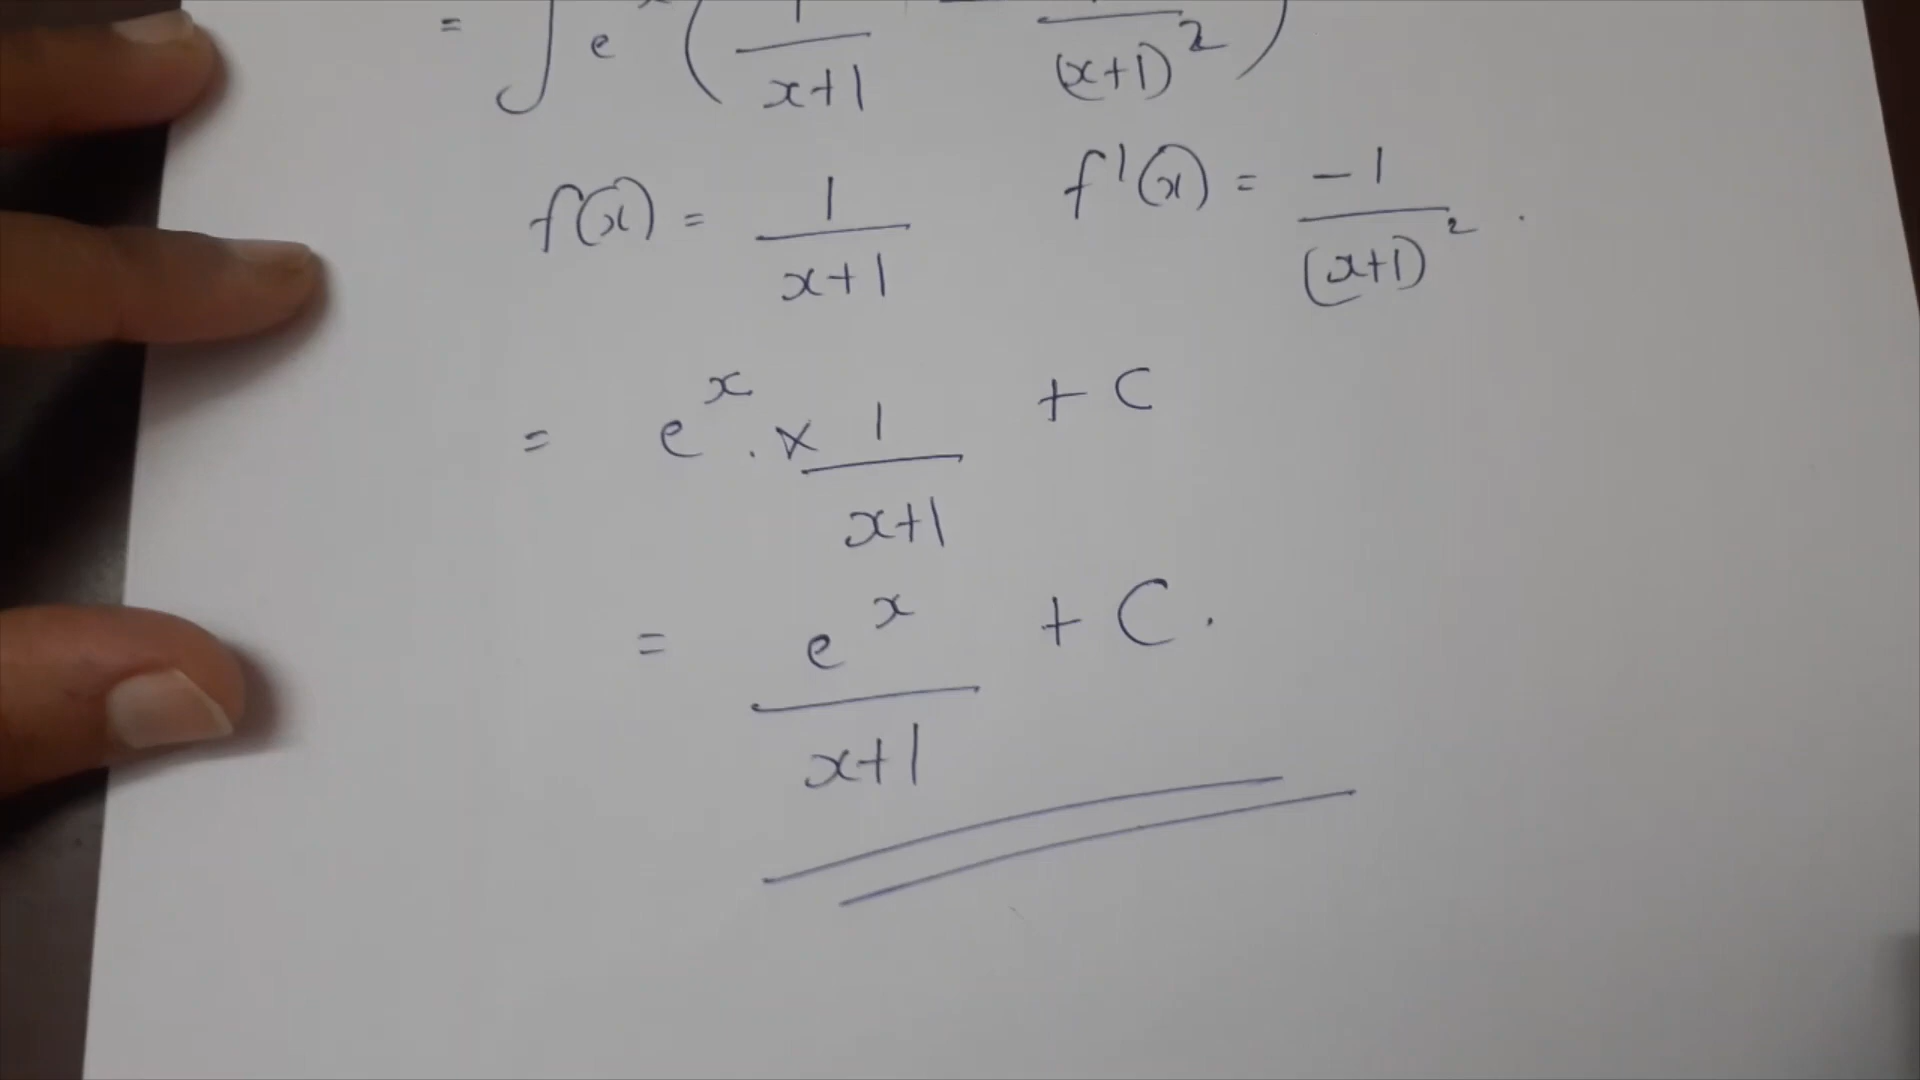 = ∫ e^x ( 1/(x+1) - 1/(x+1)^2 )
f(x) = 1/(x+1) f'(x) = -1/(x+1)^2 .
= e^x . × 1/(x+1) + C
= e^x/(x+1) + C .